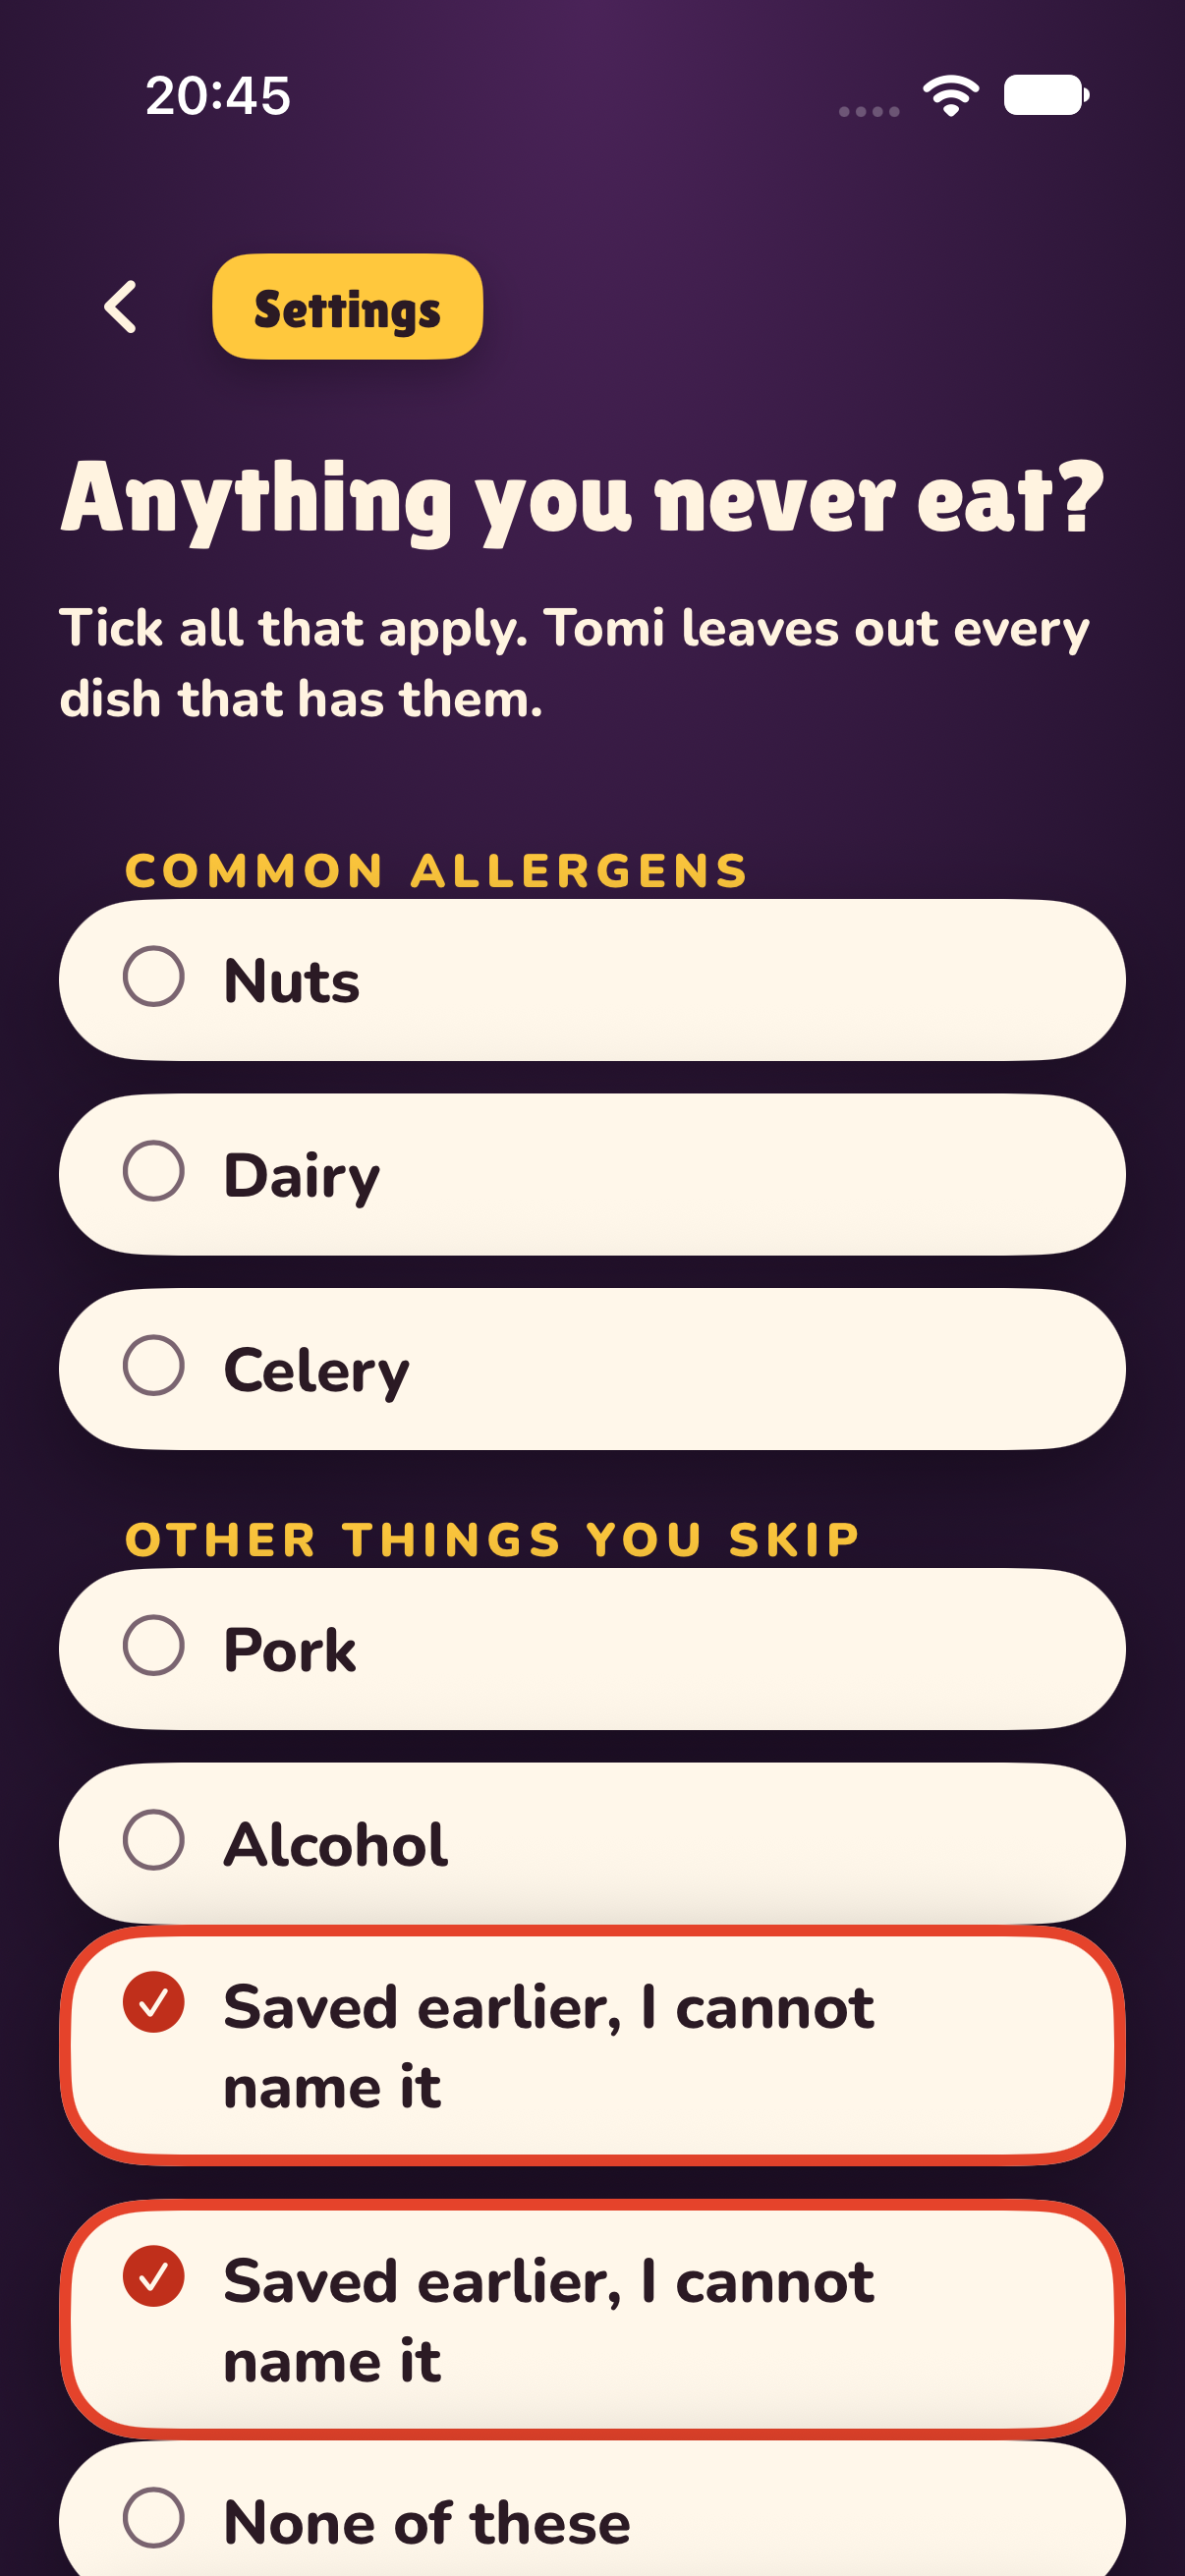 20:45
Settings
Anything you never eat?
Tick all that apply. Tomi leaves out every
dish that has them.
COMMON ALLERGENS
Nuts
Dairy
Celery
OTHER THINGS YOU SKIP
Pork
Alcohol
Saved earlier, I cannot
name it
Saved earlier, I cannot
name it
None of these